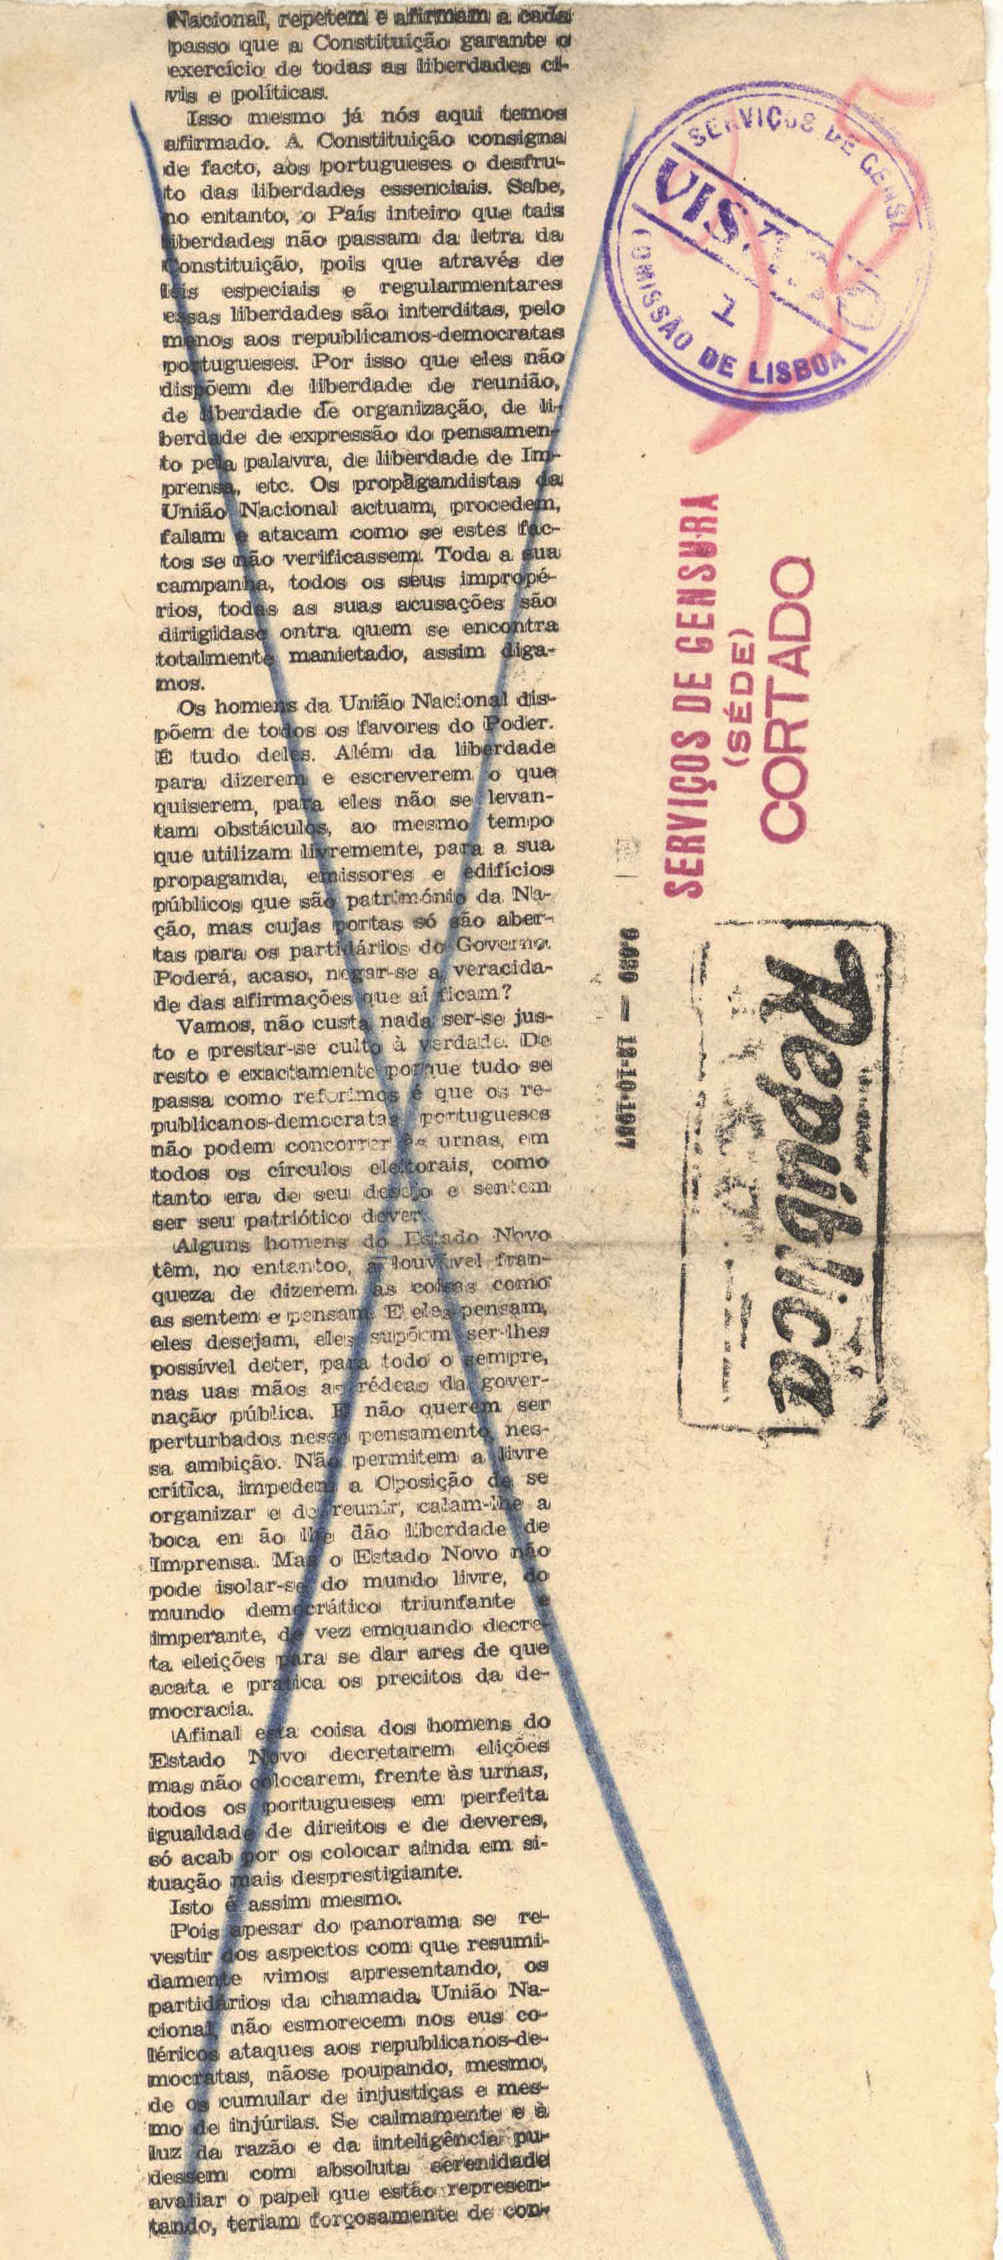 Nacional, repetem e afirmam a cada
passo que a Constituição garante o
exercício de todas as liberdades ci-
vis e políticas.
Isso mesmo já nós aqui temos
afirmado. A Constituição consigna
de facto, aos portugueses o desfru-
to das liberdades essenciais. Sabe,
no entanto, o País inteiro que tais
liberdades não passam da letra da
Constituição, pois que através de
leis especiais e regularmentares
essas liberdades são interditas, pelo
menos aos republicanos-democratas
portugueses. Por isso que eles não
dispõem de liberdade de reunião,
de liberdade de organização, de li-
berdade de expressão do pensamen-
to pela palavra, de liberdade de Im-
prensa, etc. Os propagandistas da
União Nacional actuam, procedem,
falam e atacam como se estes fac-
tos se não verificassem. Toda a sua
campanha, todos os seus impropé-
rios, todas as suas acusações são
dirigidasc ontra quem se encontra
totalmente manietado, assim diga-
mos.
Os homens da União Nacional dis-
põem de todos os favores do Poder.
É tudo deles. Além da liberdade
para dizerem e escreverem o que
quiserem, para eles não se levan-
tam obstáculos, ao mesmo tempo
que utilizam livremente, para a sua
propaganda, emissores e edifícios
públicos que são património da Na-
ção, mas cujas portas só são aber-
tas para os partidários do Governo.
Poderá, acaso, negar-se a veracida-
de das afirmações que aí ficam?
Vamos, não custa nada ser-se jus-
to e prestar-se culto à verdade. De
resto e exactamente porque tudo se
passa como referimos é que os re-
publicanos-democratas portugueses
não podem concorrer às urnas, em
todos os círculos eleitorais, como
tanto era de seu desejo e sentem
ser seu patriótico dever.
Alguns homens do Estado Novo
têm, no entantoo, a louvável fran-
queza de dizerem as coisas como
as sentem e pensam. E eles pensam,
eles desejam, eles supõem ser-lhes
possível deter, para todo o sempre,
nas uas mãos as rédeas da gover-
nação pública. E não querem ser
perturbados nesse pensamento, nes-
sa ambição. Não permitem a livre
crítica, impedem a Oposição de se
organizar e de reunir, calam-lhe a
boca en ão lhe dão liberdade de
Imprensa. Mas o Estado Novo não
pode isolar-se do mundo livre, do
mundo democrático triunfante e
imperante, de vez emquando decre-
ta eleições para se dar ares de que
acata e pratica os precitos da de-
mocracia.
Afinal esta coisa dos homens do
Estado Novo decretarem elições
mas não colocarem, frente às urnas,
todos os portugueses em perfeita
igualdade de direitos e de deveres,
só acab por os colocar ainda em si-
tuação mais desprestigiante.
Isto é assim mesmo.
Pois apesar do panorama se re-
vestir dos aspectos com que resumi-
damente vimos apresentando, os
partidários da chamada União Na-
cional não esmorecem nos eus co-
léricos ataques aos republicanos-de-
mocratas, nãose poupando, mesmo,
de os cumular de injustiças e mes-
mo de injúrias. Se calmamente e à
luz da razão e da inteligência pu-
dessem com absoluta serenidade
avaliar o papel que estão represen-
tando, teriam forçosamente de con-
SERVIÇOS DE CENSURA
VISADO
1
COMISSÃO DE LISBOA
SERVIÇOS DE CENSURA
(SÉDE)
CORTADO
República